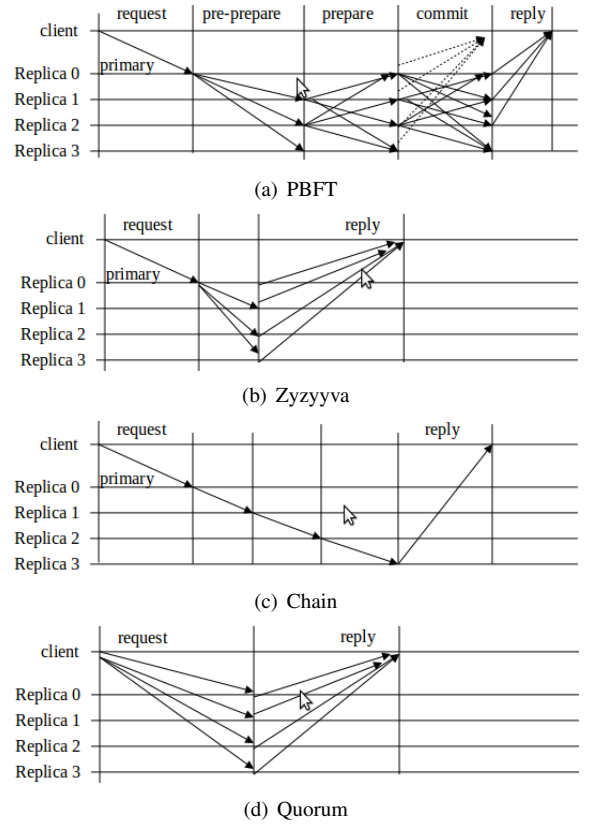 request pre-prepare prepare commit reply
client
primary
Replica 0
Replica 1
Replica 2
Replica 3
(a) PBFT
request reply
client
primary
Replica 0
Replica 1
Replica 2
Replica 3
(b) Zyzyyva
request reply
client
primary
Replica 0
Replica 1
Replica 2
Replica 3
(c) Chain
request reply
client
Replica 0
Replica 1
Replica 2
Replica 3
(d) Quorum